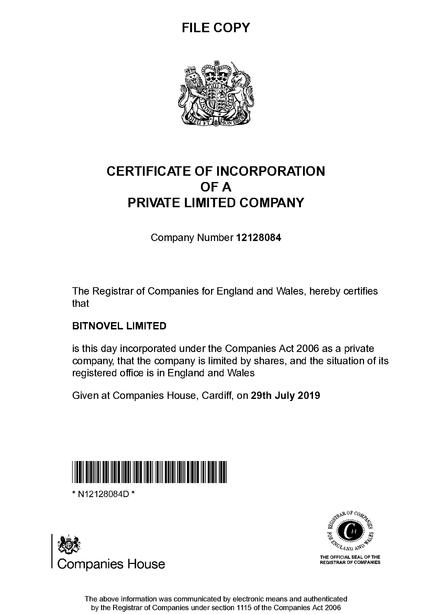 FILE COPY
CERTIFICATE OF INCORPORATION
OF A
PRIVATE LIMITED COMPANY
Company Number 12128084
The Registrar of Companies for England and Wales, hereby certifies
that
BITNOVEL LIMITED
is this day incorporated under the Companies Act 2006 as a private
company, that the company is limited by shares, and the situation of its
registered office is in England and Wales
Given at Companies House, Cardiff, on 29th July 2019
* N12128084D *
Companies House
REGISTRAR OF COMPANIES
FOR ENGLAND AND WALES
C H
THE OFFICIAL SEAL OF THE
REGISTRAR OF COMPANIES
The above information was communicated by electronic means and authenticated
by the Registrar of Companies under section 1115 of the Companies Act 2006